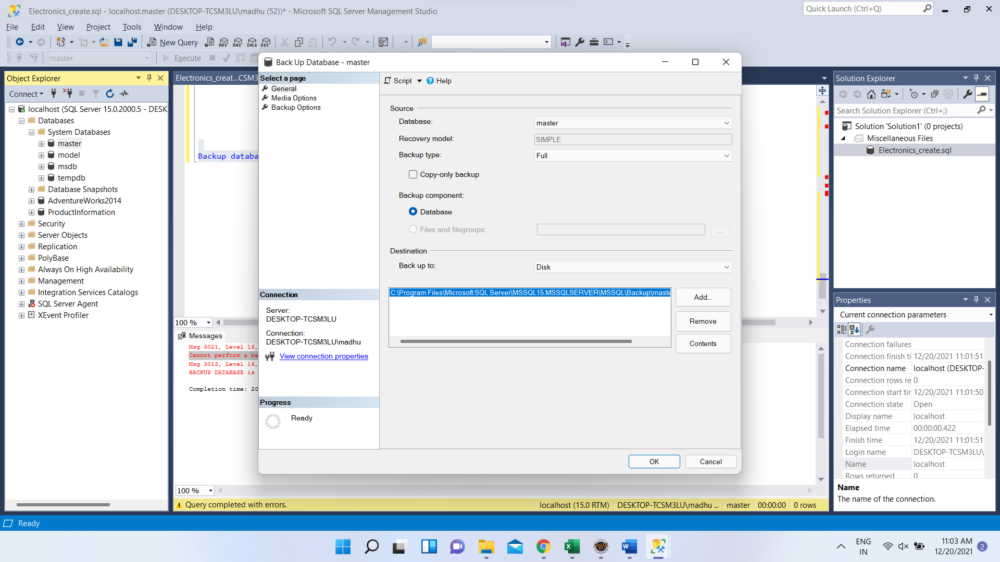 Electronics_create.sql - localhost.master (DESKTOP-TCSM3LU\madhu (52))* - Microsoft SQL Server Management Studio
Quick Launch (Ctrl+Q)
File Edit View Project Tools Window Help
New Query
MDX DMX XMLA DAX
master
Execute
Object Explorer
Connect
localhost (SQL Server 15.0.2000.5 - DESK
Databases
System Databases
master
model
msdb
tempdb
Database Snapshots
AdventureWorks2014
ProductInformation
Security
Server Objects
Replication
PolyBase
Always On High Availability
Management
Integration Services Catalogs
SQL Server Agent
XEvent Profiler
Electronics_creat...CSM3
Backup databa
100 %
Messages
Msg 3021, Level 16,
Cannot perform a ba
Msg 3013, Level 16,
BACKUP DATABASE is
Completion time: 20
100 %
Query completed with errors.
localhost (15.0 RTM)
DESKTOP-TCSM3LU\madhu ...
master
00:00:00
0 rows
Back Up Database - master
Select a page
General
Media Options
Backup Options
Connection
Server:
DESKTOP-TCSM3LU
Connection:
DESKTOP-TCSM3LU\madhu
View connection properties
Progress
Ready
Script
Help
Source
Database:
master
Recovery model:
SIMPLE
Backup type:
Full
Copy-only backup
Backup component:
Database
Files and filegroups:
...
Destination
Back up to:
Disk
C:\Program Files\Microsoft SQL Server\MSSQL15.MSSQLSERVER\MSSQL\Backup\maste
Add...
Remove
Contents
OK
Cancel
Solution Explorer
Search Solution Explorer (Ctrl+;)
Solution 'Solution1' (0 projects)
Miscellaneous Files
Electronics_create.sql
Properties
Current connection parameters
Connection failures
Connection finish ti 12/20/2021 11:01:51
Connection name localhost (DESKTOP-
Connection rows re 0
Connection start tir 12/20/2021 11:01:50
Connection state Open
Display name localhost
Elapsed time 00:00:00.422
Finish time 12/20/2021 11:01:51
Login name DESKTOP-TCSM3LU\
Name localhost
Rows returned 0
Name
The name of the connection.
Ready
ENG
IN
11:03 AM
12/20/2021
2